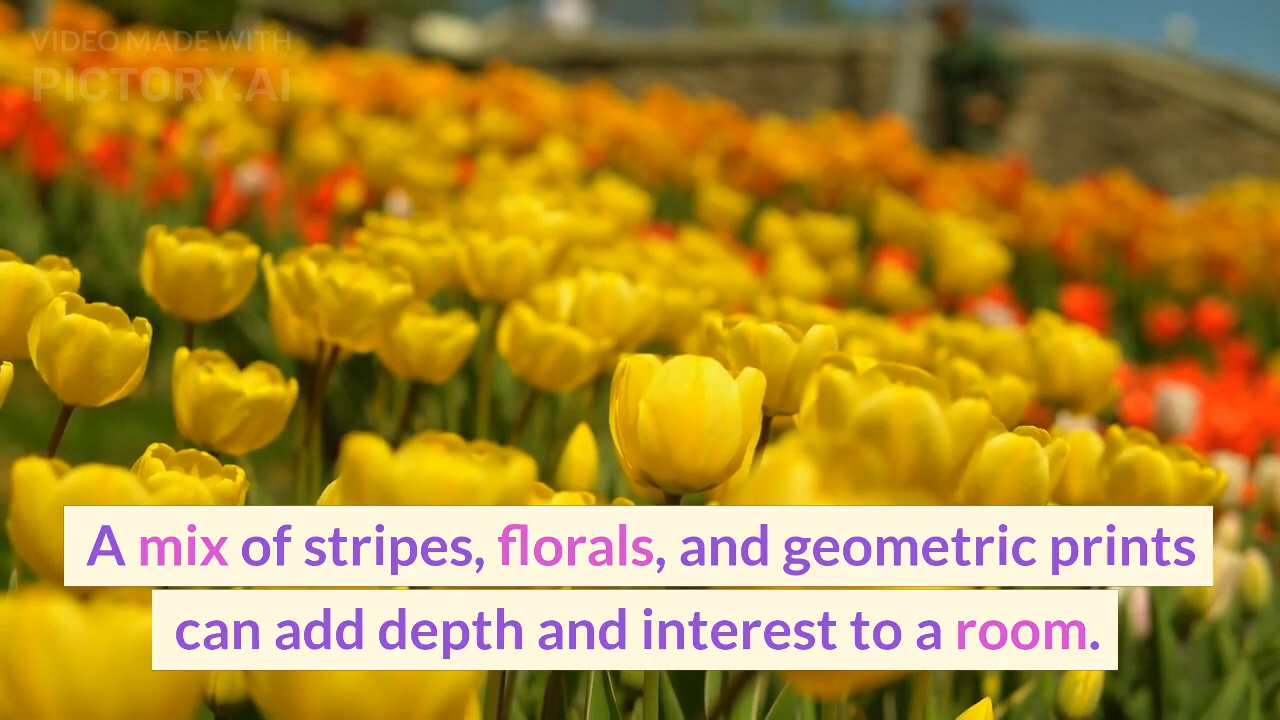 VIDEO MADE WITH
PICTORY.AI
A mix of stripes, florals, and geometric prints
can add depth and interest to a room.